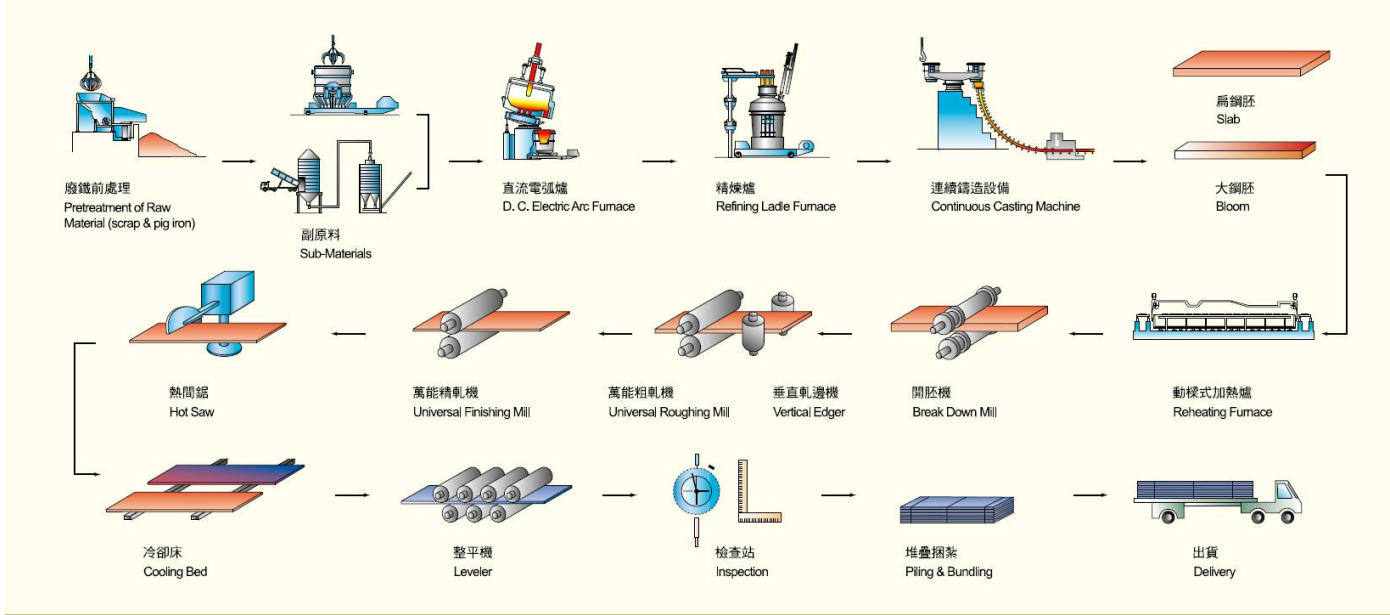 廢鐵前處理
Pretreatment of Raw
Material (scrap & pig iron)
副原料
Sub-Materials
直流電弧爐
D. C. Electric Arc Furnace
精煉爐
Refining Ladle Furnace
連續鑄造設備
Continuous Casting Machine
扁鋼胚
Slab
大鋼胚
Bloom
熱間鋸
Hot Saw
萬能精軋機
Universal Finishing Mill
萬能粗軋機
Universal Roughing Mill
垂直軋邊機
Vertical Edger
開胚機
Break Down Mill
動樑式加熱爐
Reheating Furnace
冷卻床
Cooling Bed
整平機
Leveler
檢查站
Inspection
堆疊捆紮
Piling & Bundling
出貨
Delivery